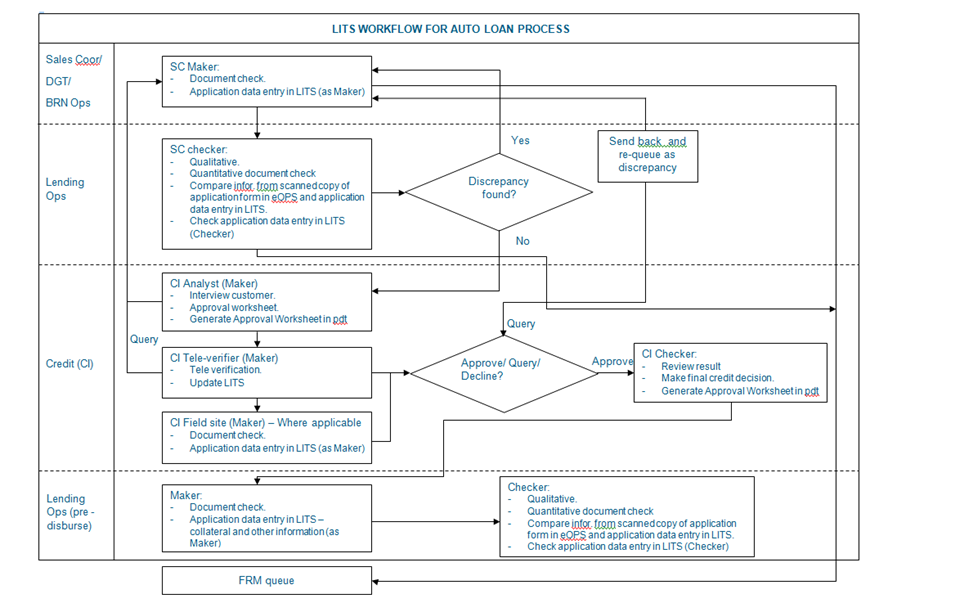 LITS WORKFLOW FOR AUTO LOAN PROCESS
Sales Coor/
DGT/
BRN Ops
SC Maker:
- Document check.
- Application data entry in LITS (as Maker)
Lending
Ops
SC checker:
- Qualitative.
- Quantitative document check
- Compare infor. from scanned copy of
application form in eOPS and application
data entry in LITS.
- Check application data entry in LITS
(Checker)
Discrepancy
found?
Yes
No
Send back and
re-queue as
discrepancy
Credit (CI)
CI Analyst (Maker)
- Interview customer.
- Approval worksheet.
- Generate Approval Worksheet in pdt
Query
CI Tele-verifier (Maker)
- Tele verification.
- Update LITS
CI Field site (Maker) – Where applicable
- Document check.
- Application data entry in LITS (as Maker)
Query
Approve/ Query/
Decline?
Approve
CI Checker:
- Review result
- Make final credit decision.
- Generate Approval Worksheet in pdt
Lending
Ops (pre -
disburse)
Maker:
- Document check.
- Application data entry in LITS –
collateral and other information (as
Maker)
Checker:
- Qualitative.
- Quantitative document check
- Compare infor. from scanned copy of application
form in eOPS and application data entry in LITS.
- Check application data entry in LITS (Checker)
FRM queue